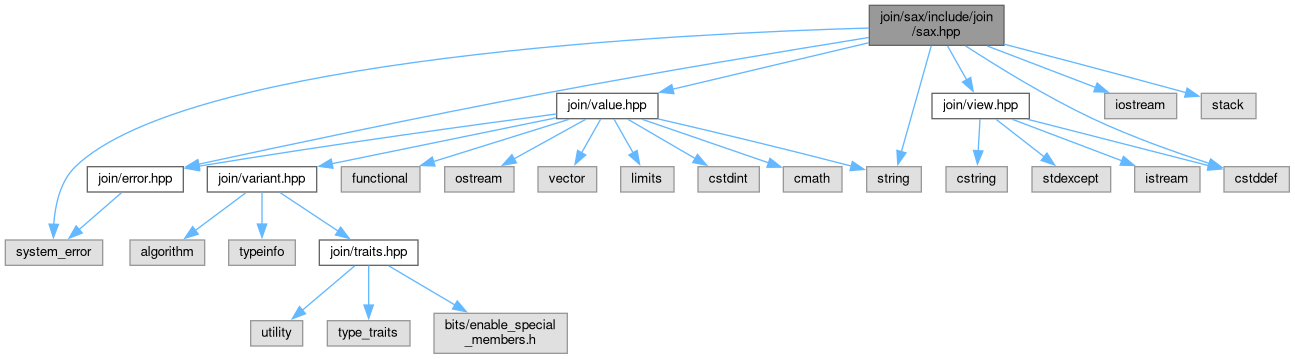 join/sax/include/join
/sax.hpp
join/value.hpp
join/view.hpp
iostream
stack
join/error.hpp
join/variant.hpp
functional
ostream
vector
limits
cstdint
cmath
string
cstring
stdexcept
istream
cstddef
system_error
algorithm
typeinfo
join/traits.hpp
utility
type_traits
bits/enable_special
_members.h